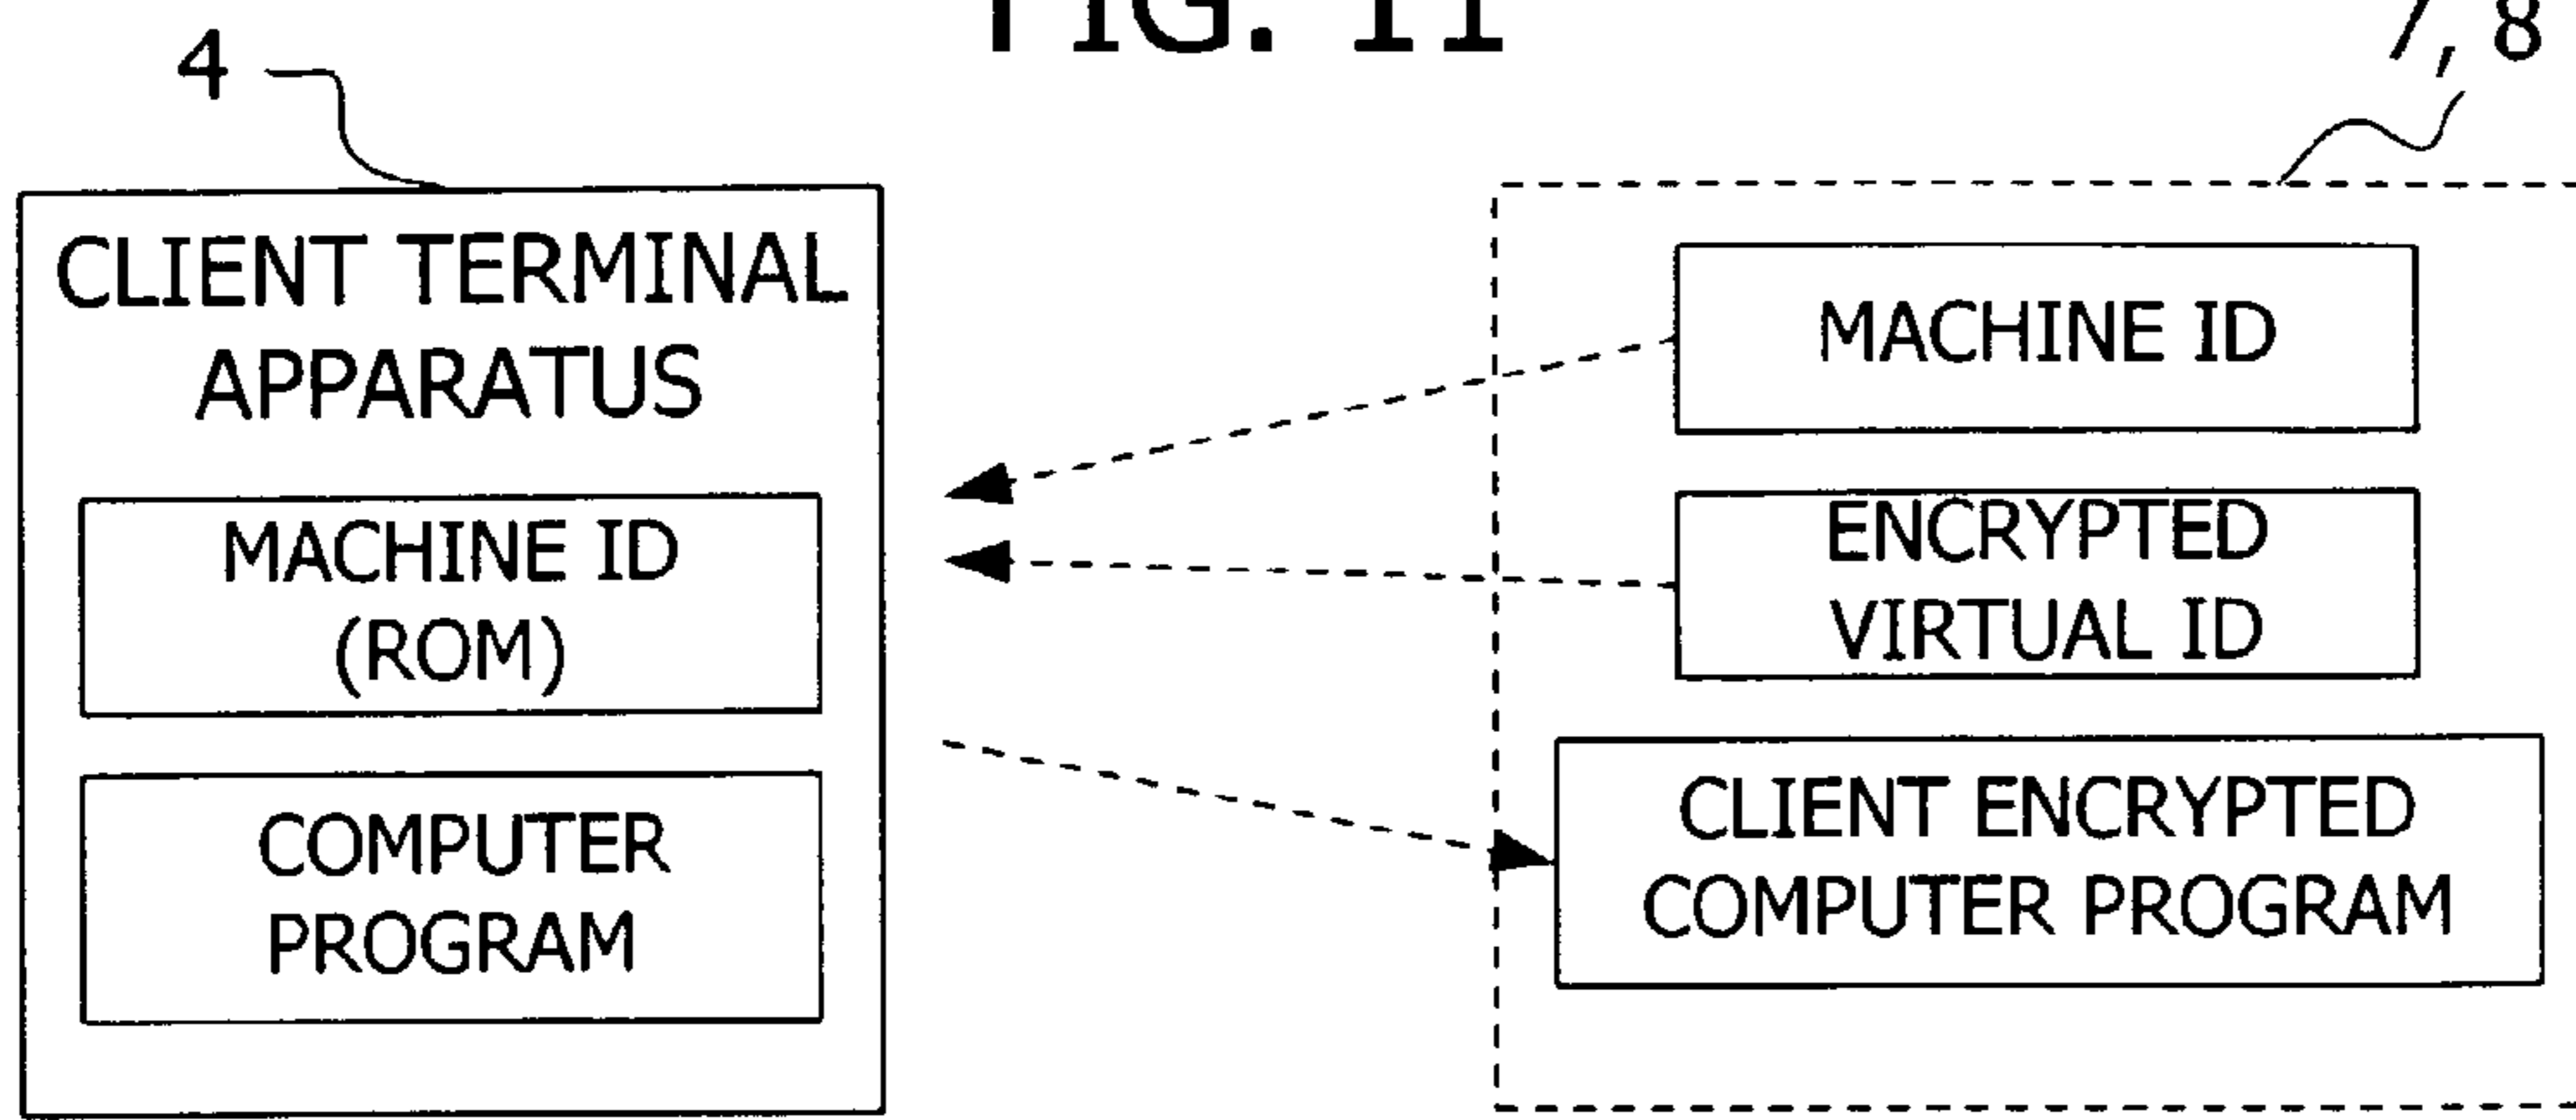 FIG. 11
4
7, 8
CLIENT TERMINAL
APPARATUS
MACHINE ID
(ROM)
COMPUTER
PROGRAM
MACHINE ID
ENCRYPTED
VIRTUAL ID
CLIENT ENCRYPTED
COMPUTER PROGRAM